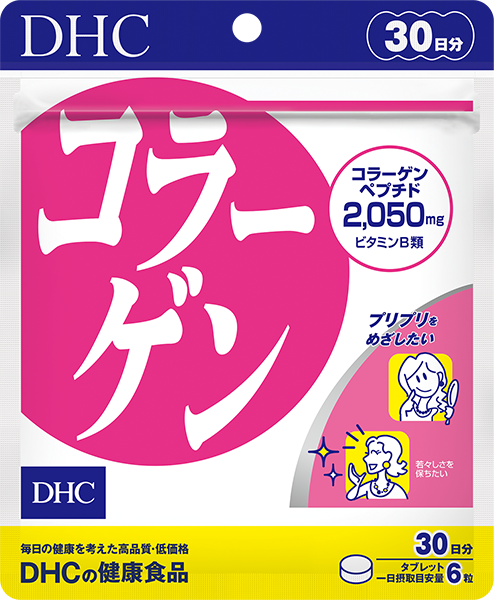 DHC
30日分
コラー
ゲン
コラーゲン
ペプチド
2,050mg
ビタミンB類
プリプリを
めざしたい
若々しさを
保ちたい
DHC
毎日の健康を考えた高品質・低価格
DHCの健康食品
30日分
タブレット
一日摂取目安量 6粒